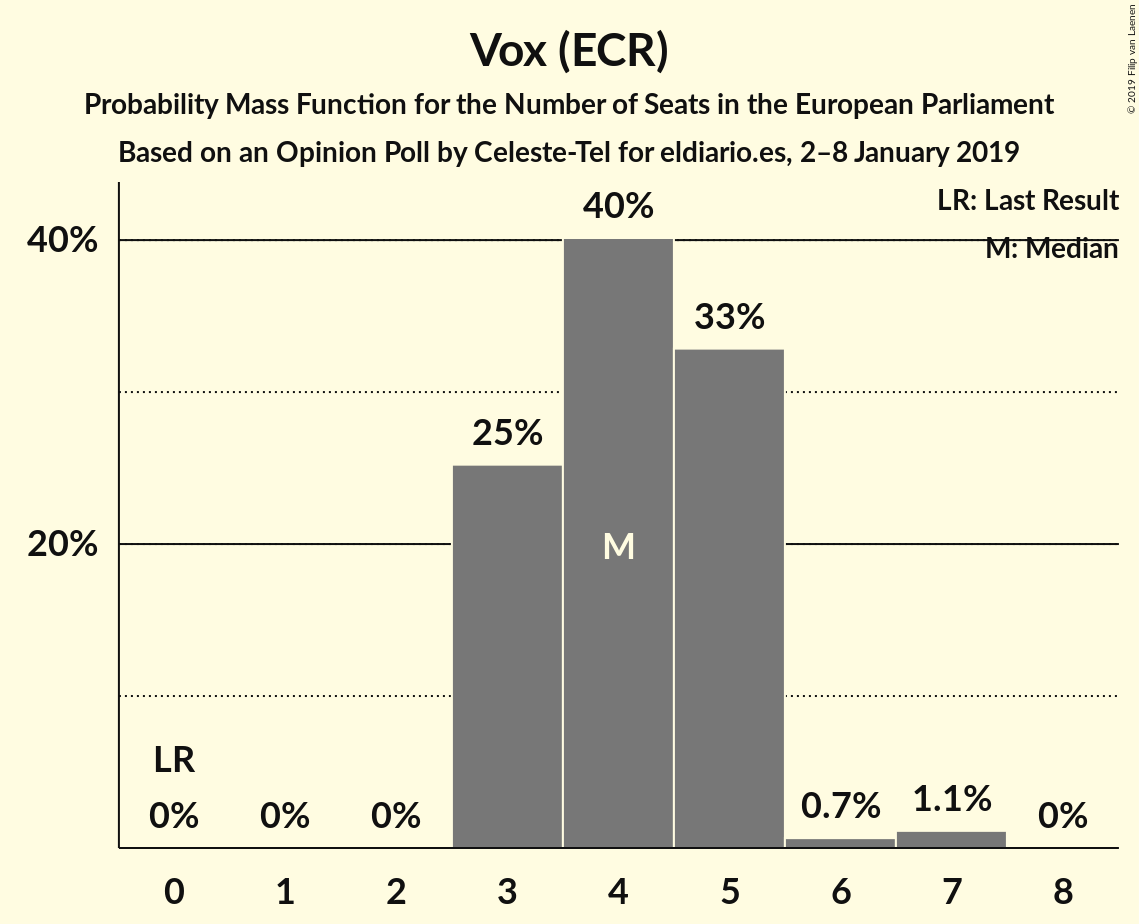 Vox (ECR)
Probability Mass Function for the Number of Seats in the European Parliament
Based on an Opinion Poll by Celeste-Tel for eldiario.es, 2–8 January 2019
© 2019 Filip van Laenen
LR: Last Result
M: Median
40%
20%
40%
33%
25%
M
LR
0%
0%
0%
0.7%
1.1%
0%
0 1 2 3 4 5 6 7 8